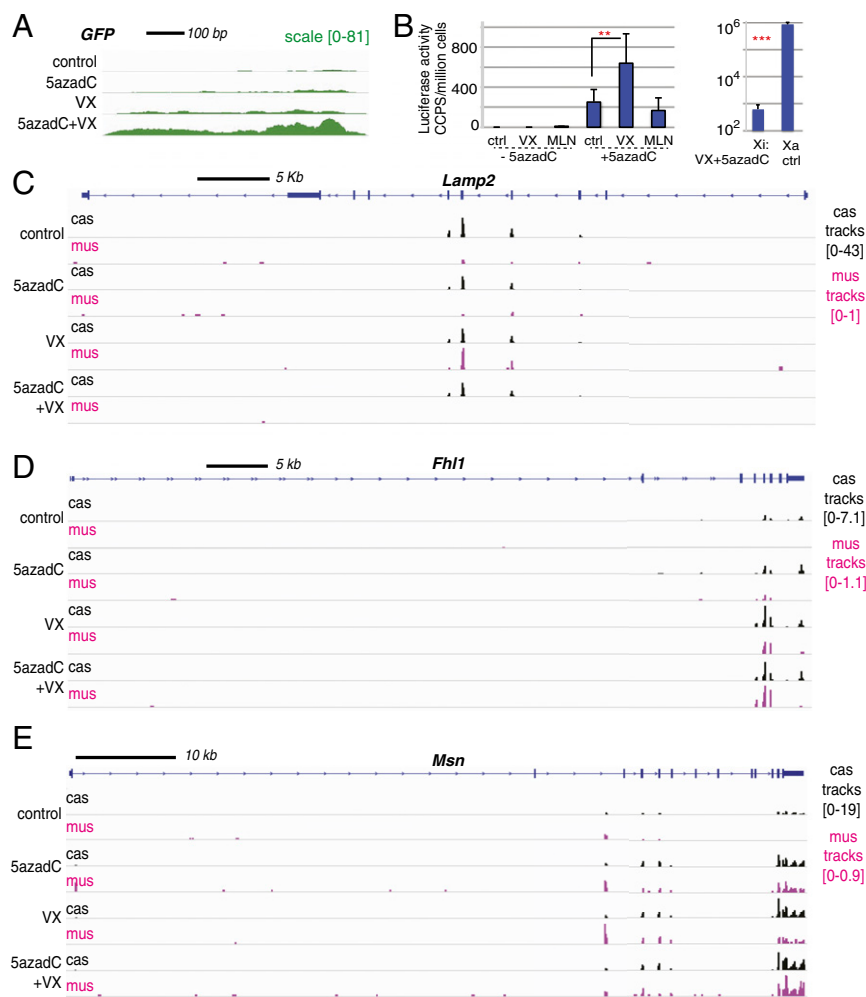 A
GFP
100 bp
scale [0-81]
control
5azadC
VX
5azadC+VX
B
Luciferase activity
CCPS/million cells
800
400
0
**
ctrl VX MLN ctrl VX MLN
- 5azadC +5azadC
10^6
10^4
10^2
***
Xi: Xa
VX+5azadC ctrl
C
5 Kb
Lamp2
control
cas
mus
5azadC
cas
mus
VX
cas
mus
5azadC
+VX
cas
mus
cas
tracks
[0-43]
mus
tracks
[0-1]
D
5 kb
Fhl1
control
cas
mus
5azadC
cas
mus
VX
cas
mus
5azadC
+VX
cas
mus
cas
tracks
[0-7.1]
mus
tracks
[0-1.1]
E
10 kb
Msn
control
cas
mus
5azadC
cas
mus
VX
cas
mus
5azadC
+VX
cas
mus
cas
tracks
[0-19]
mus
tracks
[0-0.9]